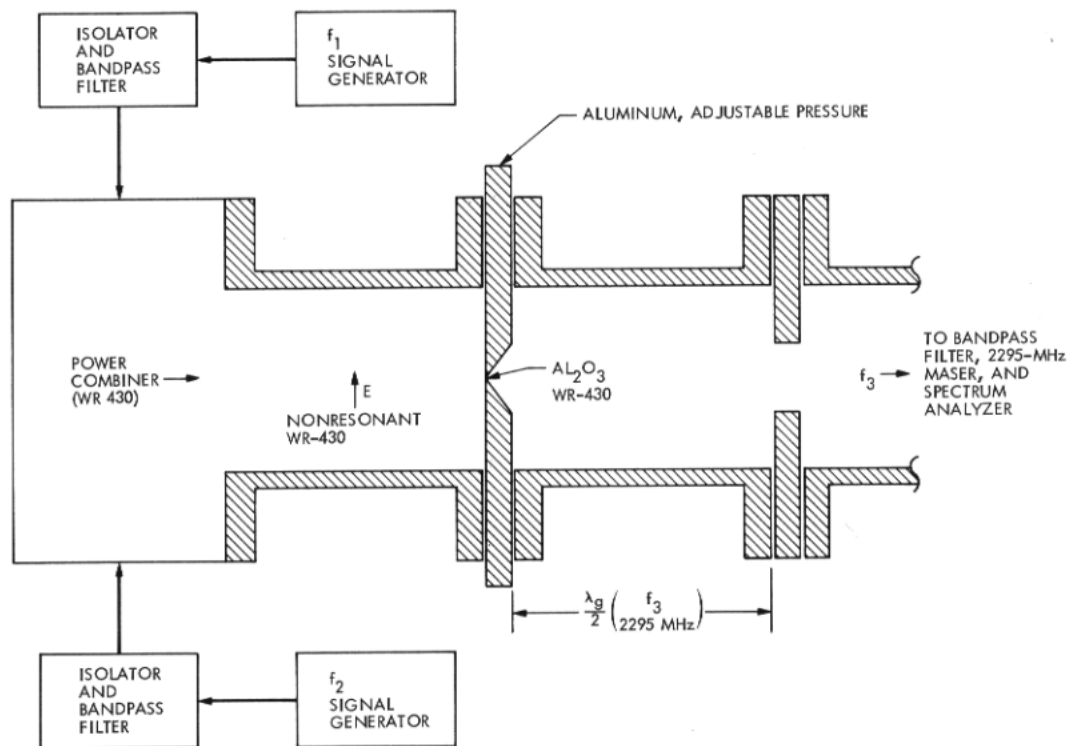 ISOLATOR
AND
BANDPASS
FILTER
f1
SIGNAL
GENERATOR
ALUMINUM, ADJUSTABLE PRESSURE
POWER
COMBINER
(WR 430)
E
NONRESONANT
WR-430
AL2O3
WR-430
f3
TO BANDPASS
FILTER, 2295-MHz
MASER, AND
SPECTRUM
ANALYZER
λg
2
(f3
2295 MHz)
ISOLATOR
AND
BANDPASS
FILTER
f2
SIGNAL
GENERATOR